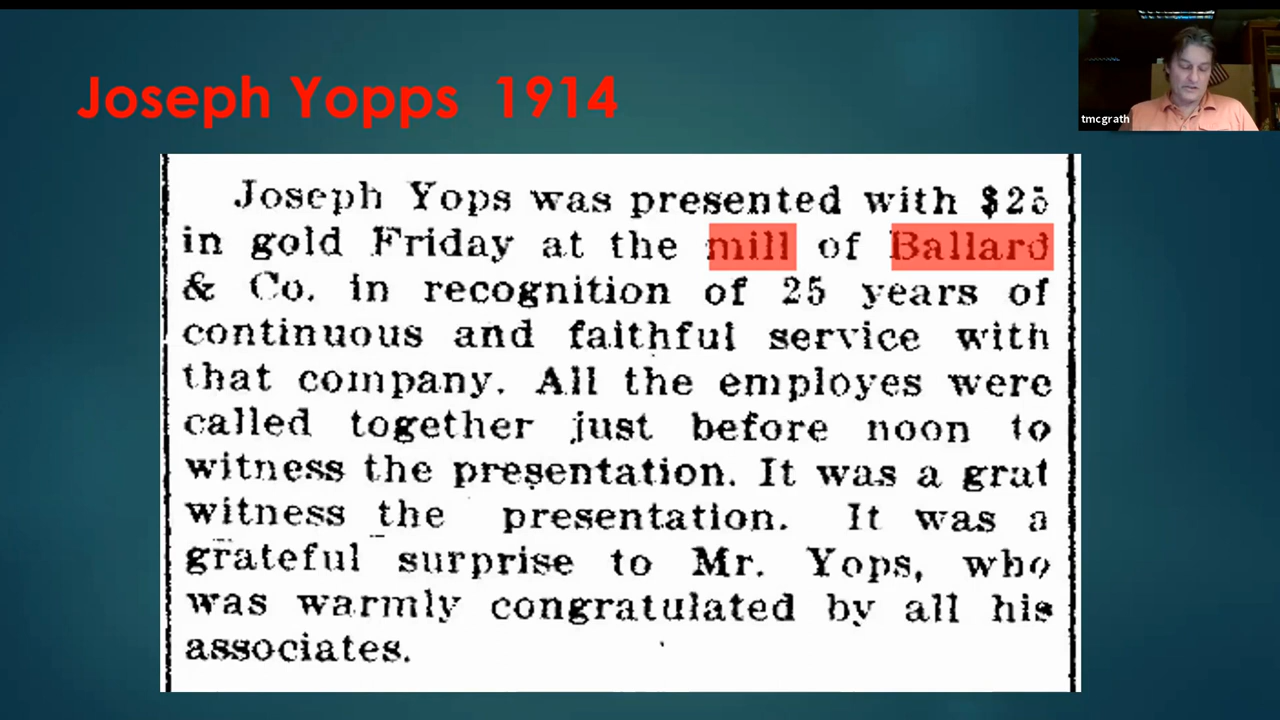 Joseph Yopps 1914
tmcgrath
Joseph Yops was presented with $25
in gold Friday at the mill of Ballard
& Co. in recognition of 25 years of
continuous and faithful service with
that company. All the employes were
called together just before noon to
witness the presentation. It was a grat
witness the presentation. It was a
grateful surprise to Mr. Yops, who
was warmly congratulated by all his
associates.